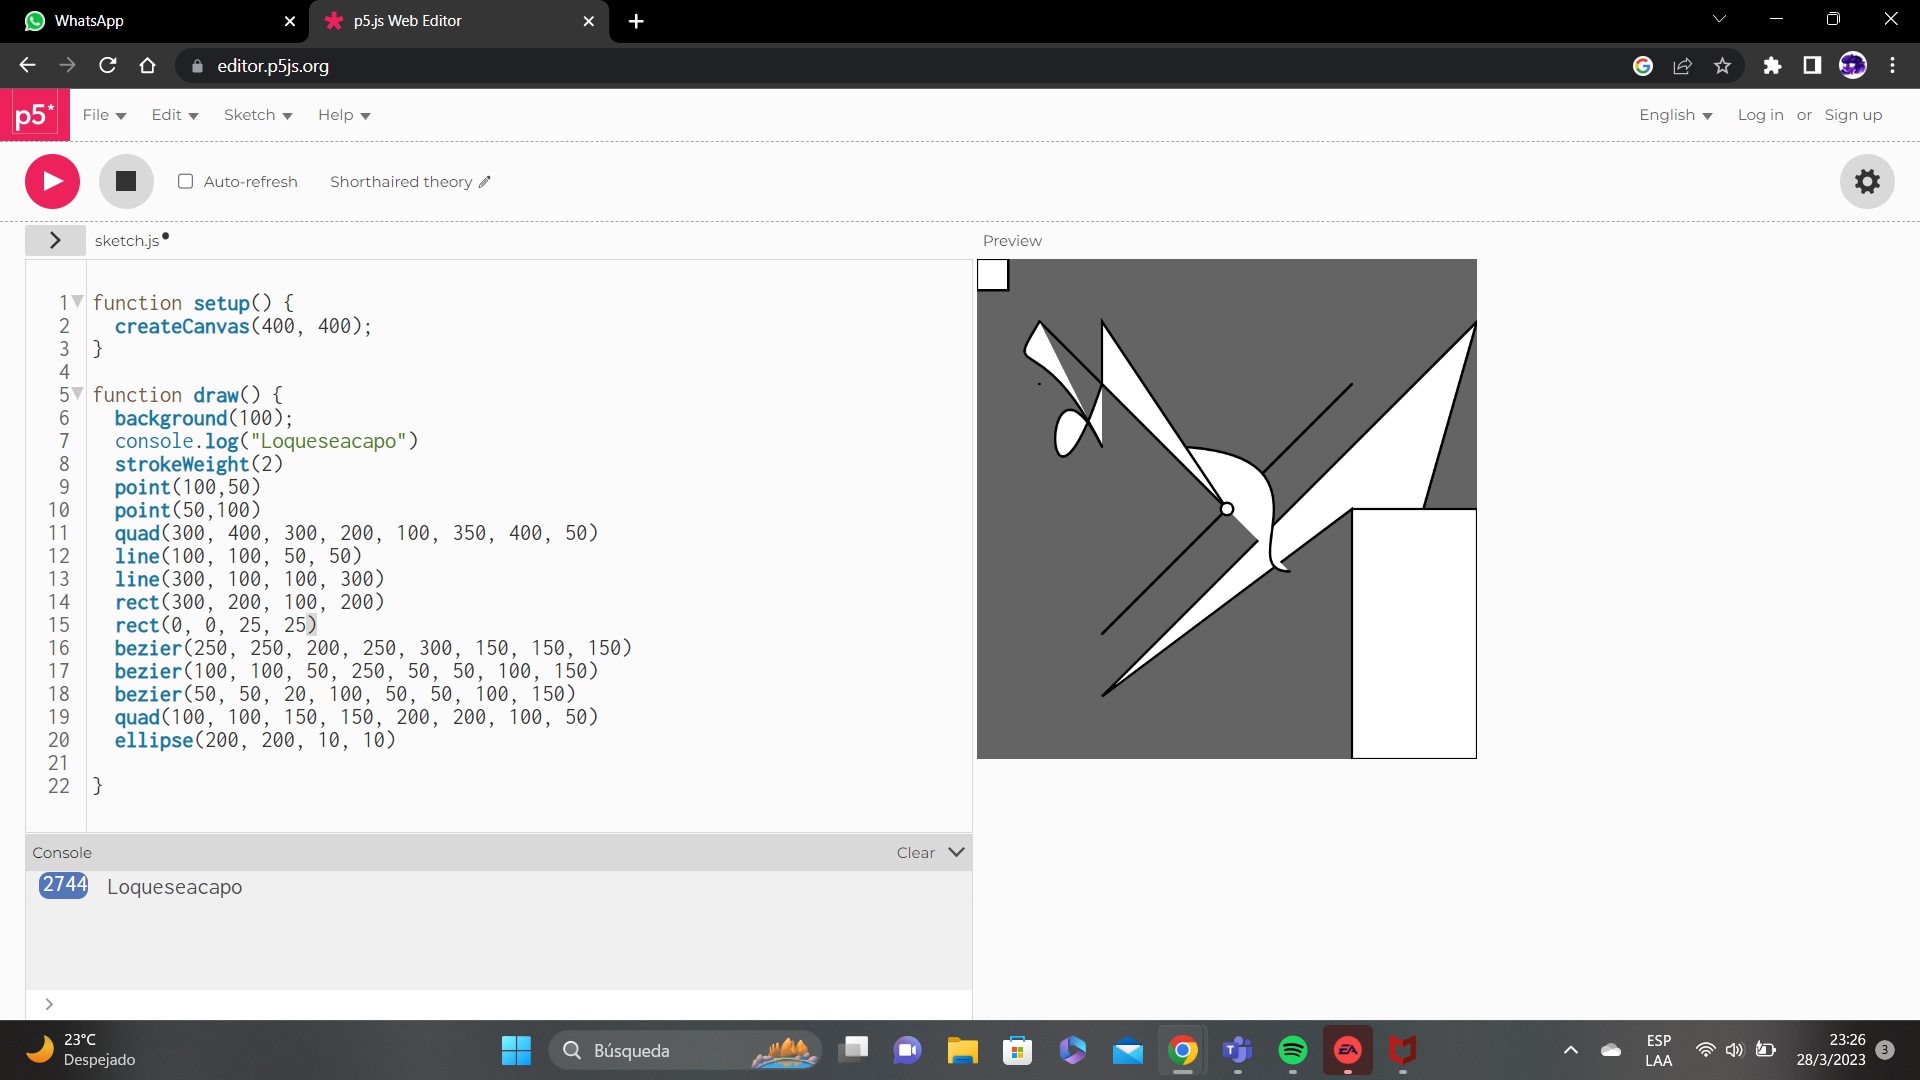 WhatsApp
p5.js Web Editor
editor.p5js.org
p5*
File Edit Sketch Help
English Log in or Sign up
Auto-refresh Shorthaired theory
sketch.js
Preview
1 function setup() {
2 createCanvas(400, 400);
3 }
4
5 function draw() {
6 background(100);
7 console.log("Loqueseacapo")
8 strokeWeight(2)
9 point(100,50)
10 point(50,100)
11 quad(300, 400, 300, 200, 100, 350, 400, 50)
12 line(100, 100, 50, 50)
13 line(300, 100, 100, 300)
14 rect(300, 200, 100, 200)
15 rect(0, 0, 25, 25)
16 bezier(250, 250, 200, 250, 300, 150, 150, 150)
17 bezier(100, 100, 50, 250, 50, 50, 100, 150)
18 bezier(50, 50, 20, 100, 50, 50, 100, 150)
19 quad(100, 100, 150, 150, 200, 200, 100, 50)
20 ellipse(200, 200, 10, 10)
21
22 }
Console Clear
2744 Loqueseacapo
23°C
Despejado
Búsqueda
EA
ESP
LAA
23:26
28/3/2023
3